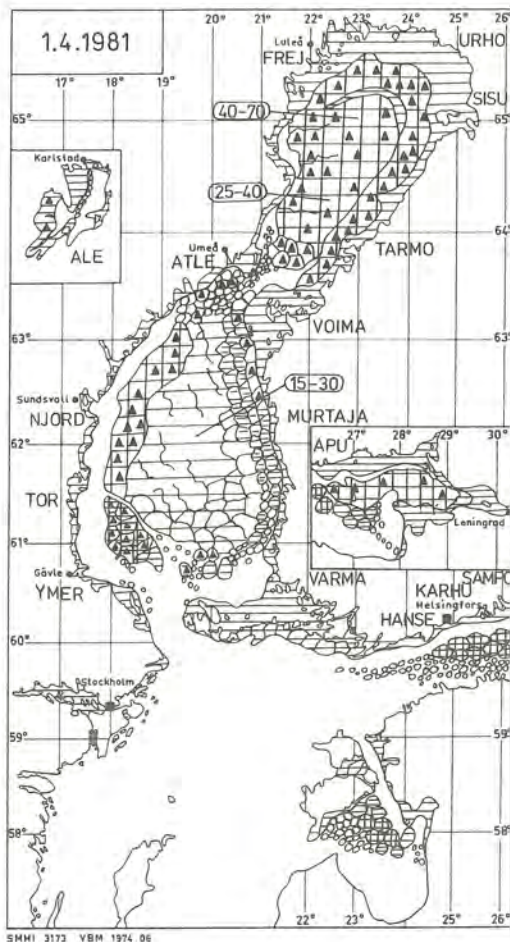 1.4.1981
20° 21° 22° 23° 24° 25°
17° 18° 19°
Luleå
FREJ
URHO
SISU
40-70
65°
65
Karlstad
ALE
25-40
64°
64°
Umeå
ATLE
TARMO
VOIMA
63°
63°
15-30
Sundsvall
NJORD
MURTAJA
62°
APU
27° 28° 29° 30°
Leningrad
TOR
61°
Gävle
YMER
VARMA
SAMPO
KARHU
Helsingfors
HANSE
60°
60°
Stockholm
59°
59°
58°
58°
22° 23° 24° 25° 26°
SMHI 3173 VBM 1974.06